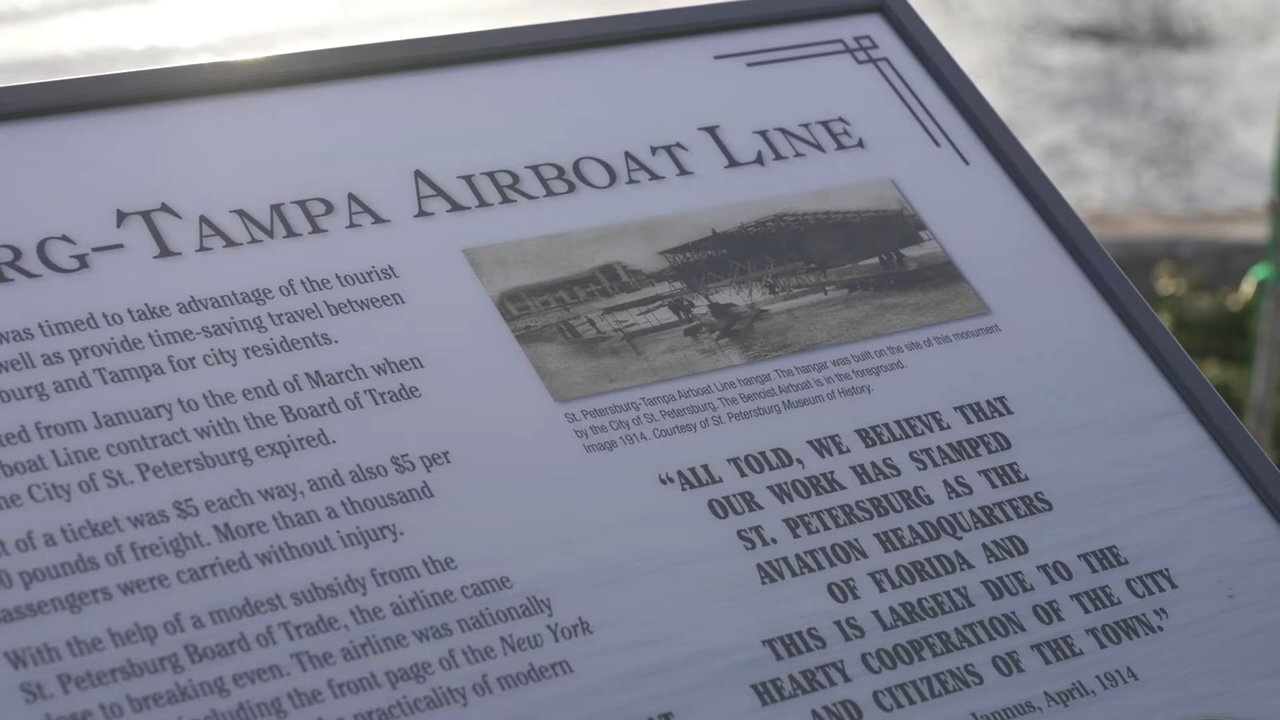 RG-TAMPA AIRBOAT LINE
was timed to take advantage of the tourist
well as provide time-saving travel between
burg and Tampa for city residents.
ted from January to the end of March when
boat Line contract with the Board of Trade
he City of St. Petersburg expired.
t of a ticket was $5 each way, and also $5 per
0 pounds of freight. More than a thousand
assengers were carried without injury.
With the help of a modest subsidy from the
St. Petersburg Board of Trade, the airline came
lose to breaking even. The airline was nationally
including the front page of the New York
practicality of modern
St. Petersburg-Tampa Airboat Line hangar. The hangar was built on the site of this monument
by the City of St. Petersburg. The Benoist Airboat is in the foreground.
Image 1914. Courtesy of St. Petersburg Museum of History.
“ALL TOLD, WE BELIEVE THAT
OUR WORK HAS STAMPED
ST. PETERSBURG AS THE
AVIATION HEADQUARTERS
OF FLORIDA AND
THIS IS LARGELY DUE TO THE
HEARTY COOPERATION OF THE CITY
AND CITIZENS OF THE TOWN.”
Jannus, April, 1914